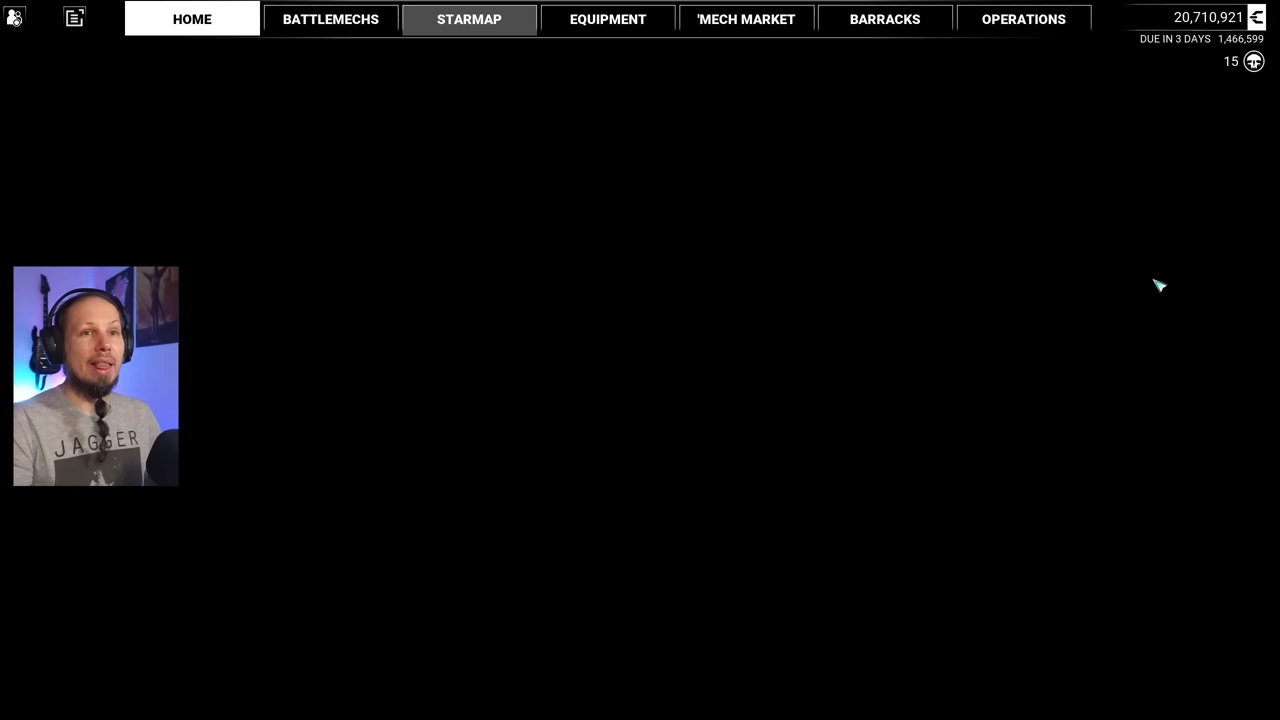 HOME
BATTLEMECHS
STARMAP
EQUIPMENT
'MECH MARKET
BARRACKS
OPERATIONS
20,710,921
DUE IN 3 DAYS 1,466,599
15
JAGGER